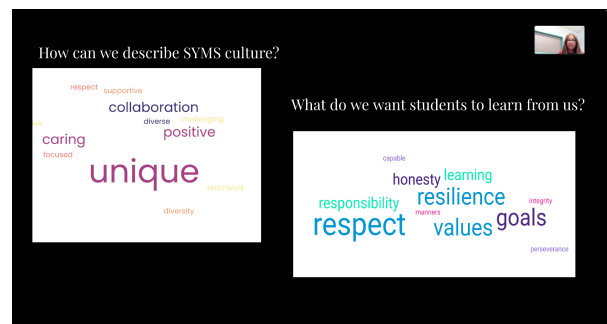 How can we describe SYMS culture?
respect
supportive
collaboration
diverse
challenging
positive
caring
focused
unique
teamwork
diversity
What do we want students to learn from us?
capable
honesty
learning
resilience
responsibility
manners
integrity
respect
values
goals
perseverance